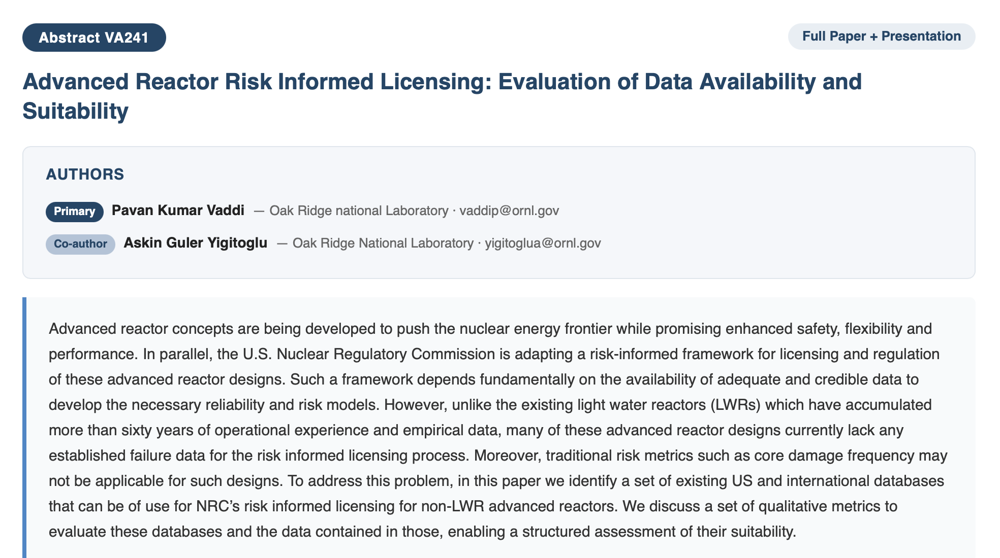 Abstract VA241
Full Paper + Presentation
Advanced Reactor Risk Informed Licensing: Evaluation of Data Availability and
Suitability
AUTHORS
Primary Pavan Kumar Vaddi — Oak Ridge national Laboratory · vaddip@ornl.gov
Co-author Askin Guler Yigitoglu — Oak Ridge National Laboratory · yigitoglua@ornl.gov
Advanced reactor concepts are being developed to push the nuclear energy frontier while promising enhanced safety, flexibility and
performance. In parallel, the U.S. Nuclear Regulatory Commission is adapting a risk-informed framework for licensing and regulation
of these advanced reactor designs. Such a framework depends fundamentally on the availability of adequate and credible data to
develop the necessary reliability and risk models. However, unlike the existing light water reactors (LWRs) which have accumulated
more than sixty years of operational experience and empirical data, many of these advanced reactor designs currently lack any
established failure data for the risk informed licensing process. Moreover, traditional risk metrics such as core damage frequency may
not be applicable for such designs. To address this problem, in this paper we identify a set of existing US and international databases
that can be of use for NRC’s risk informed licensing for non-LWR advanced reactors. We discuss a set of qualitative metrics to
evaluate these databases and the data contained in those, enabling a structured assessment of their suitability.